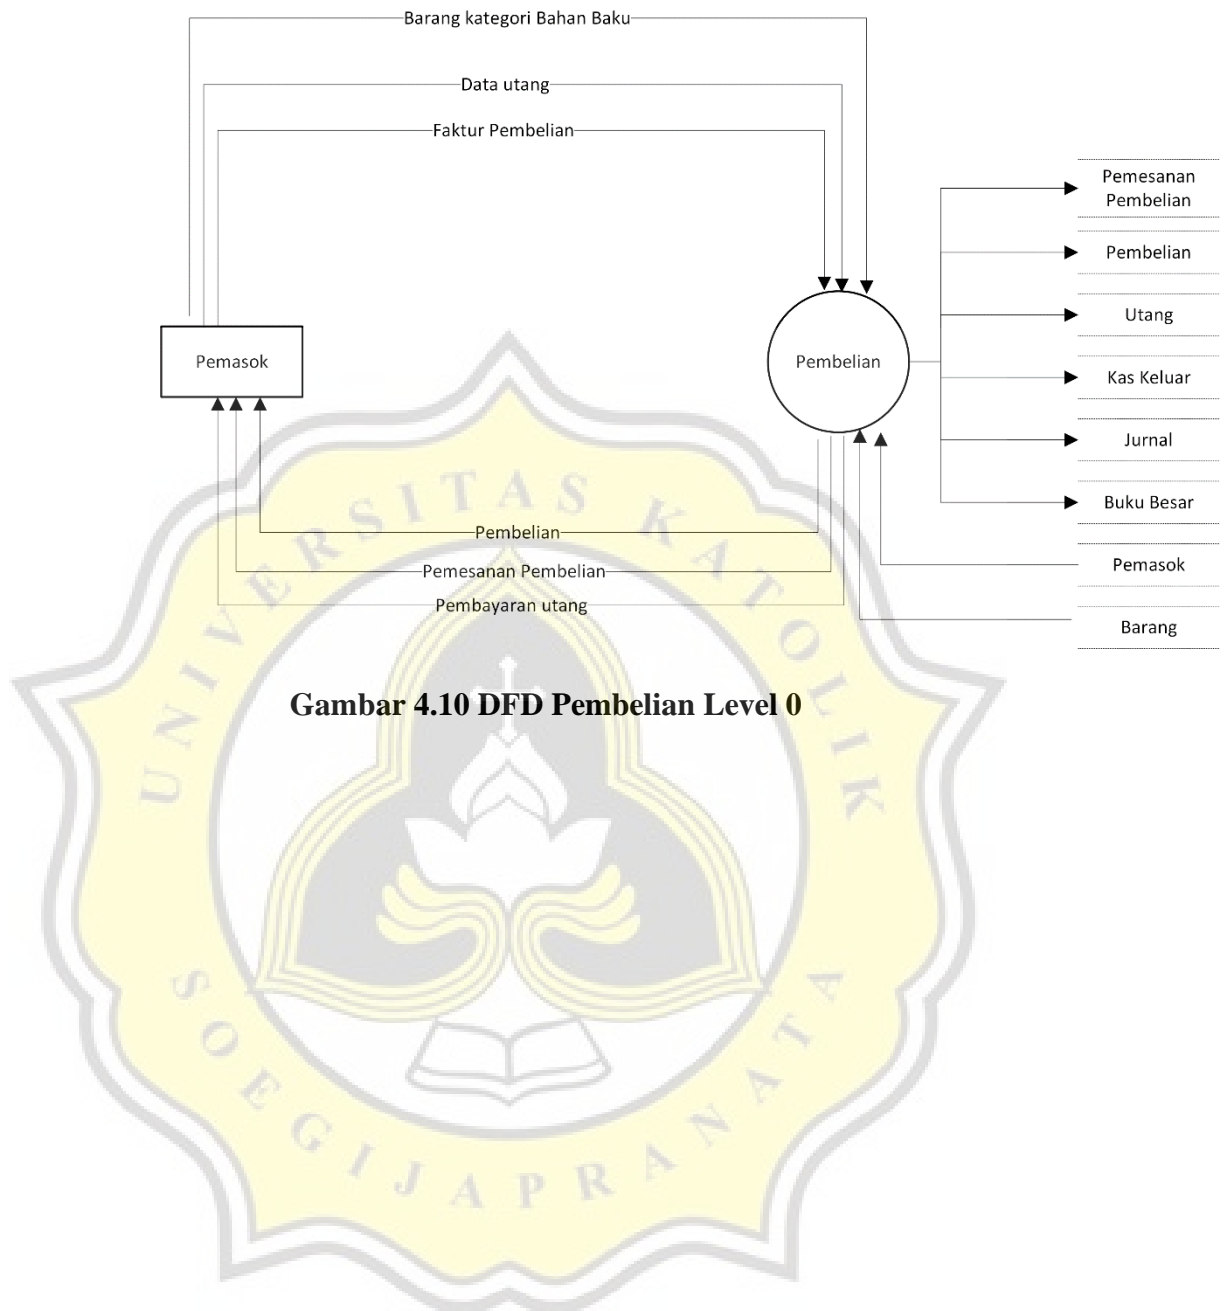 Barang kategori Bahan Baku
Data utang
Faktur Pembelian
Pemesanan
Pembelian
Pembelian
Utang
Pemasok
Pembelian
Kas Keluar
Jurnal
Buku Besar
Pembelian
Pemasok
Pemesanan Pembelian
Pembayaran utang
Barang
Gambar 4.10 DFD Pembelian Level 0
UNIVERSITAS KATOLIK
SOEGIJAPRANATA